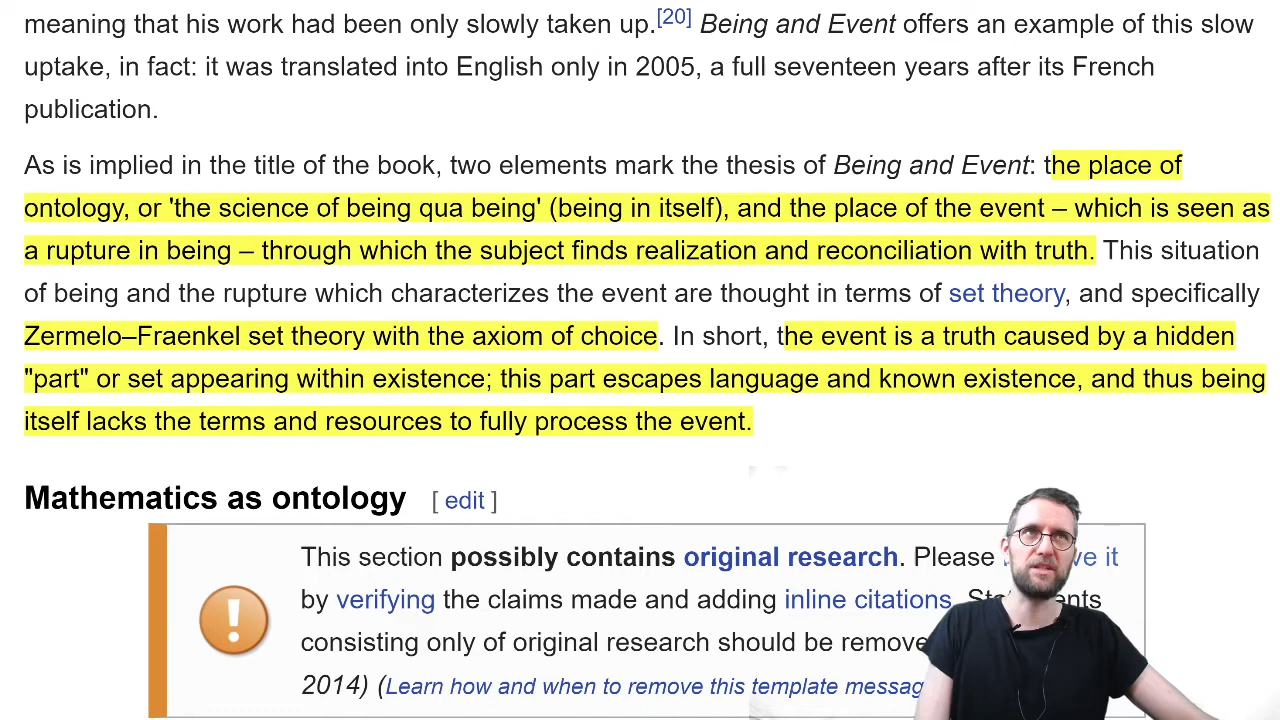 meaning that his work had been only slowly taken up.[20] Being and Event offers an example of this slow
uptake, in fact: it was translated into English only in 2005, a full seventeen years after its French
publication.
As is implied in the title of the book, two elements mark the thesis of Being and Event: the place of
ontology, or 'the science of being qua being' (being in itself), and the place of the event – which is seen as
a rupture in being – through which the subject finds realization and reconciliation with truth. This situation
of being and the rupture which characterizes the event are thought in terms of set theory, and specifically
Zermelo–Fraenkel set theory with the axiom of choice. In short, the event is a truth caused by a hidden
"part" or set appearing within existence; this part escapes language and known existence, and thus being
itself lacks the terms and resources to fully process the event.
Mathematics as ontology [ edit ]
This section possibly contains original research. Please it
by verifying the claims made and adding inline citations.
consisting only of original research should be
2014) (Learn how and when to remove this template